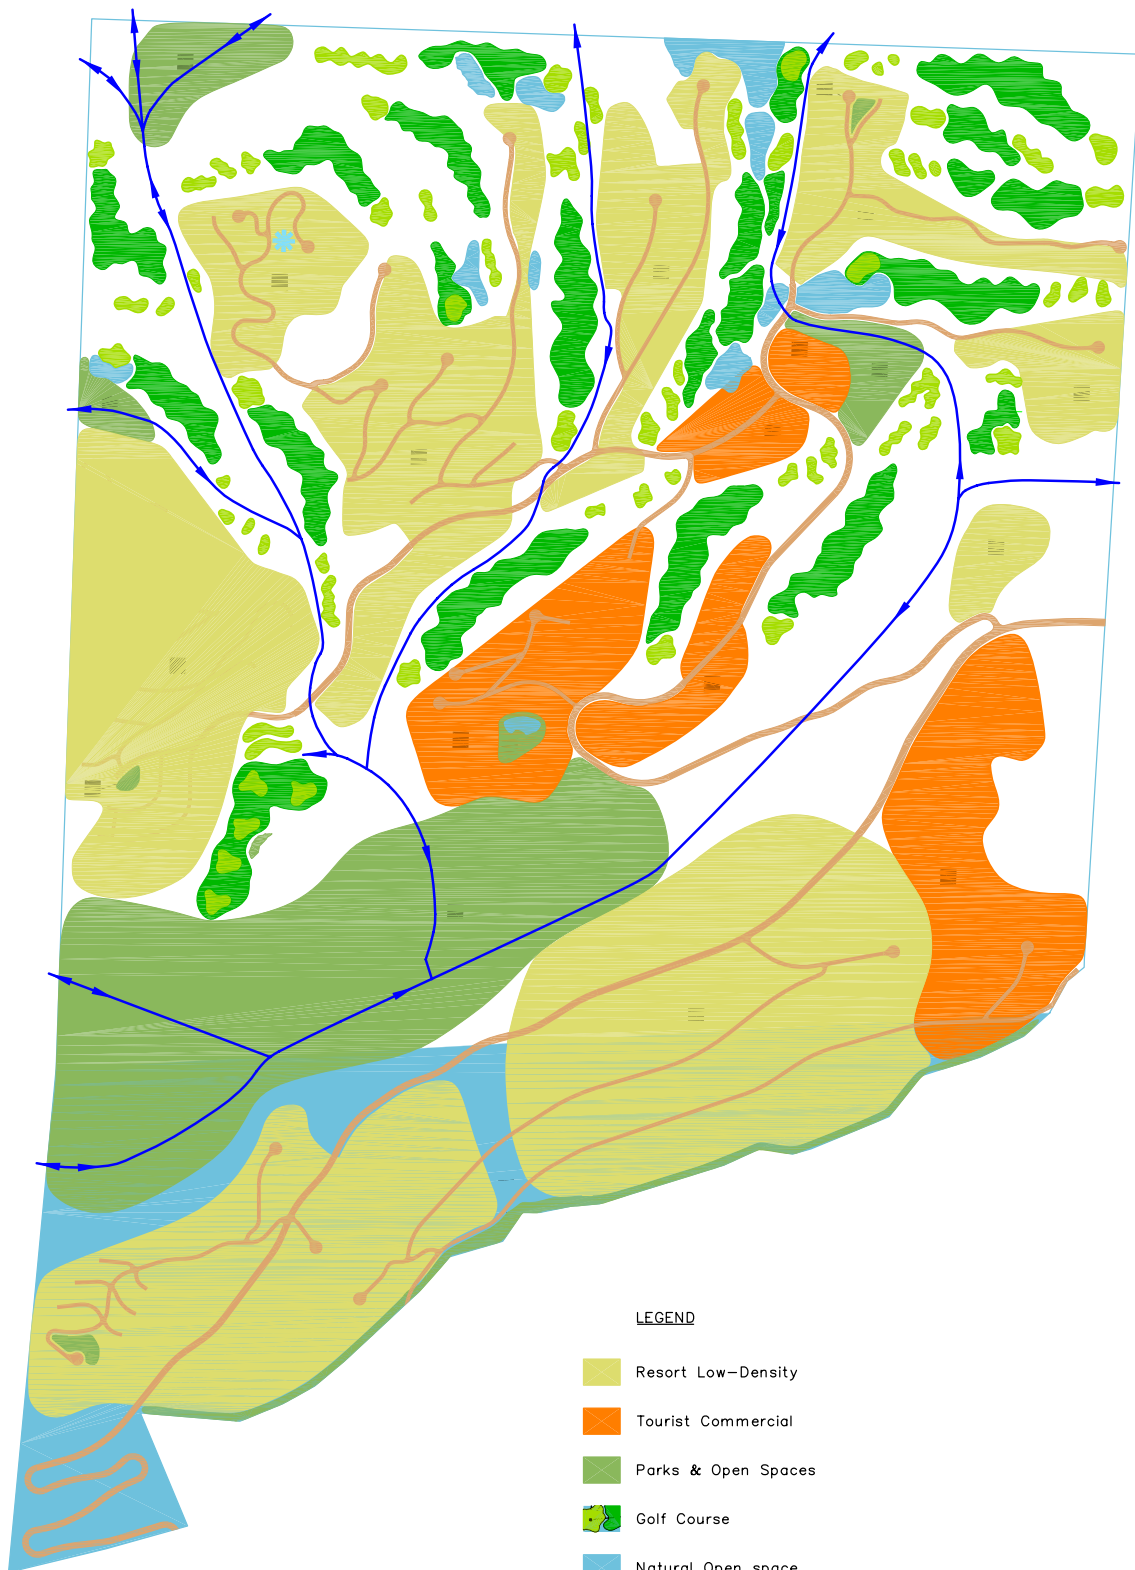 LEGEND
Resort Low-Density
Tourist Commercial
Parks & Open Spaces
Golf Course
Natural Open space